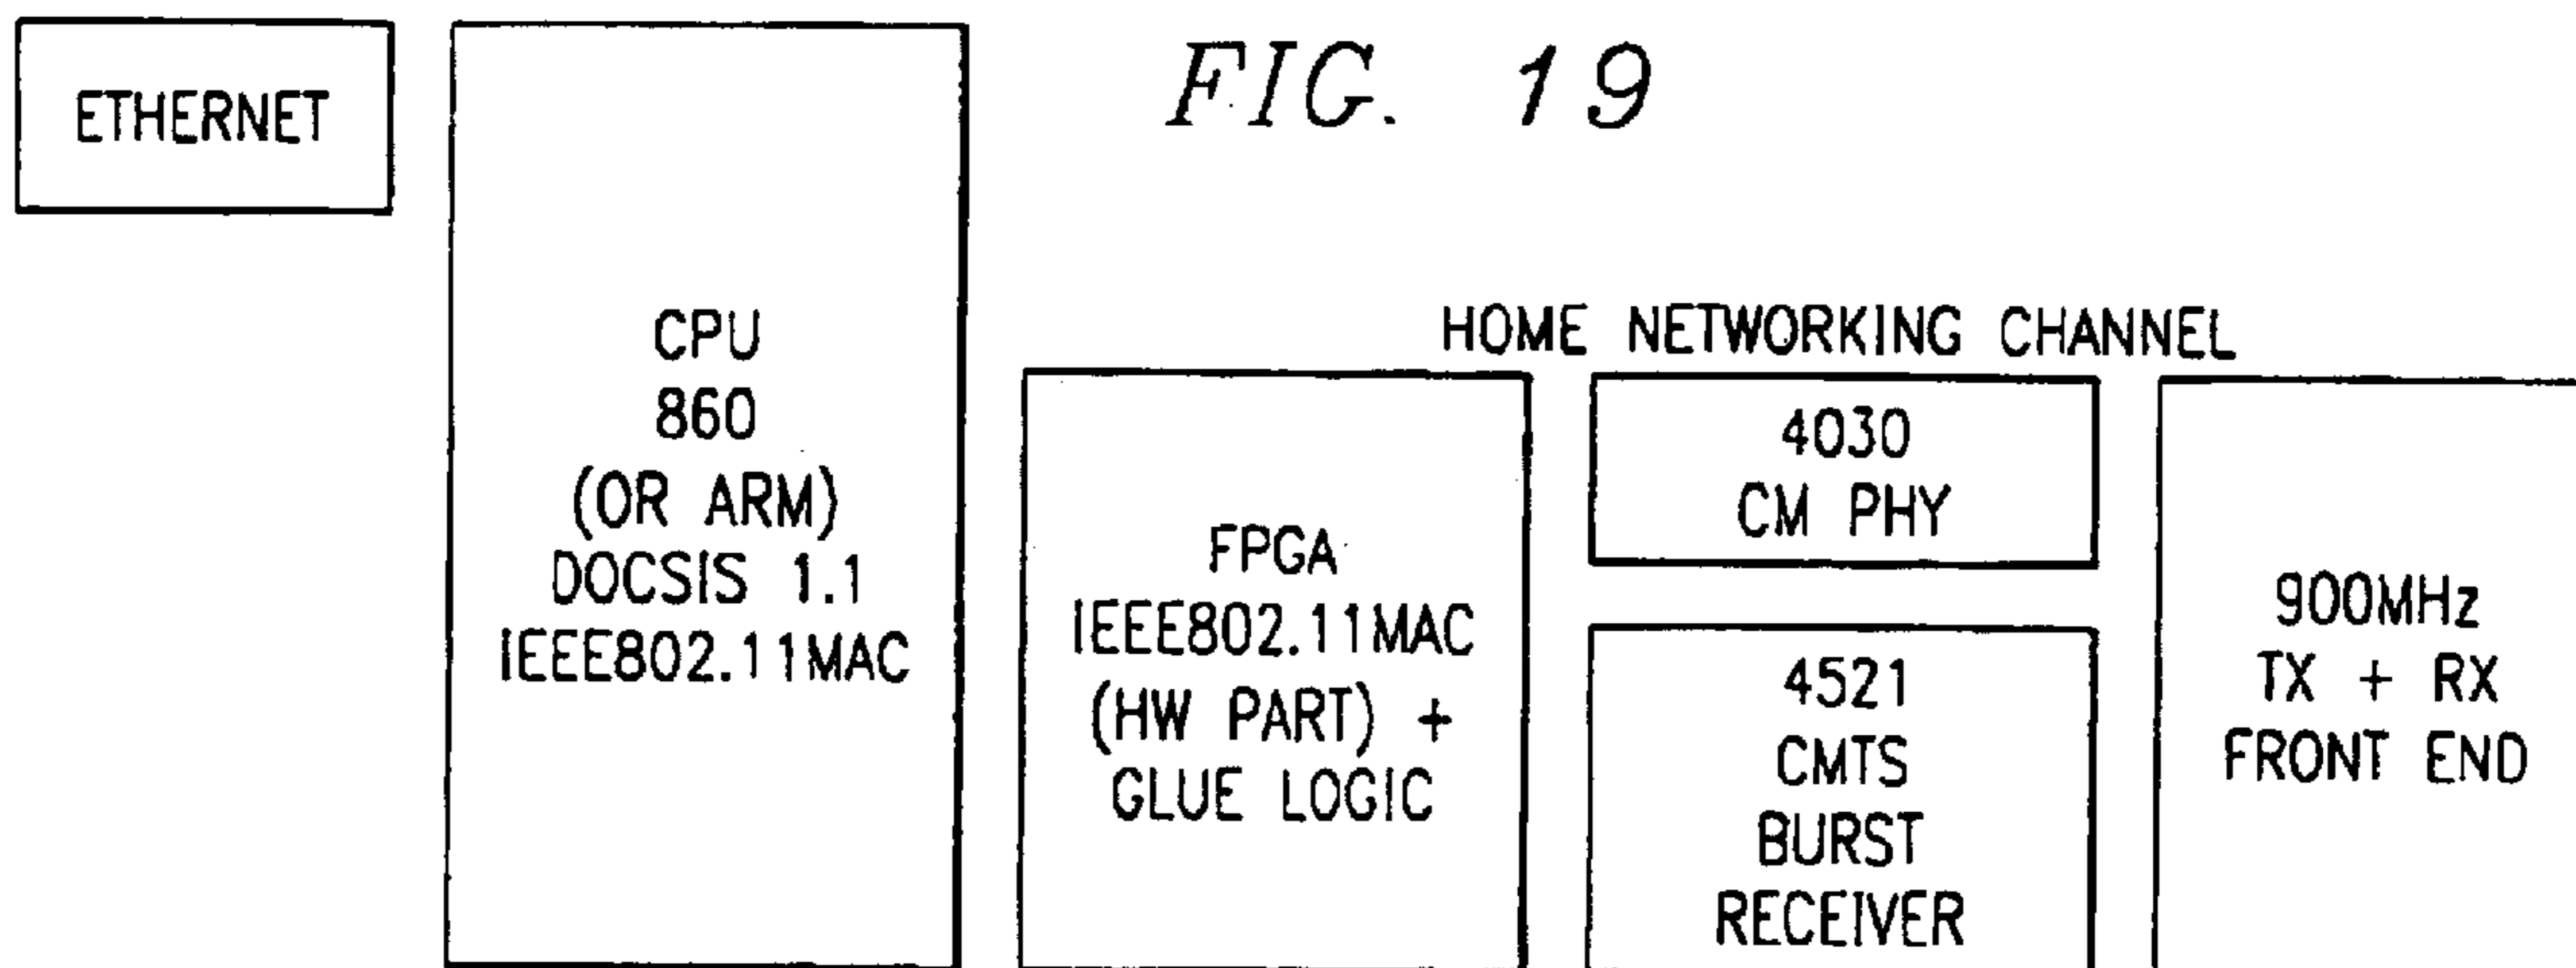 ETHERNET
FIG. 19
CPU
860
(OR ARM)
DOCSIS 1.1
IEEE802.11MAC
HOME NETWORKING CHANNEL
FPGA
IEEE802.11MAC
(HW PART) +
GLUE LOGIC
4030
CM PHY
4521
CMTS
BURST
RECEIVER
900MHz
TX + RX
FRONT END